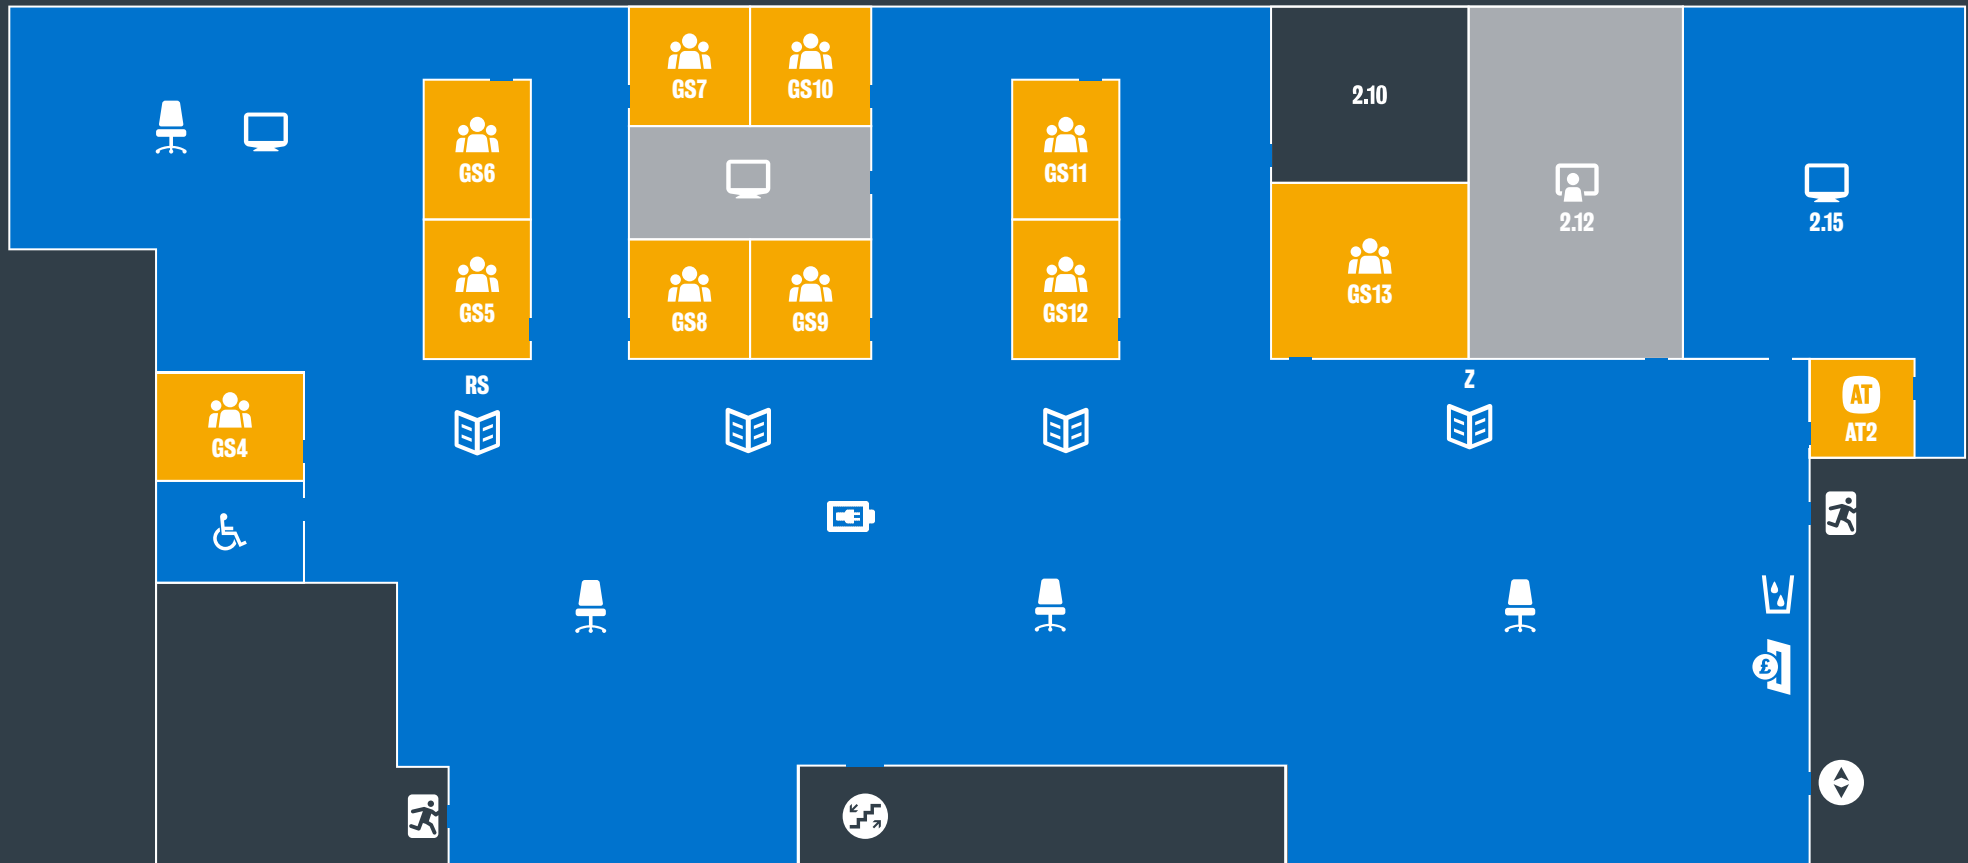 GS7
GS10
2.10
GS6
GS11
2.12
2.15
GS13
GS5
GS8
GS9
GS12
RS
Z
AT
AT2
GS4
£